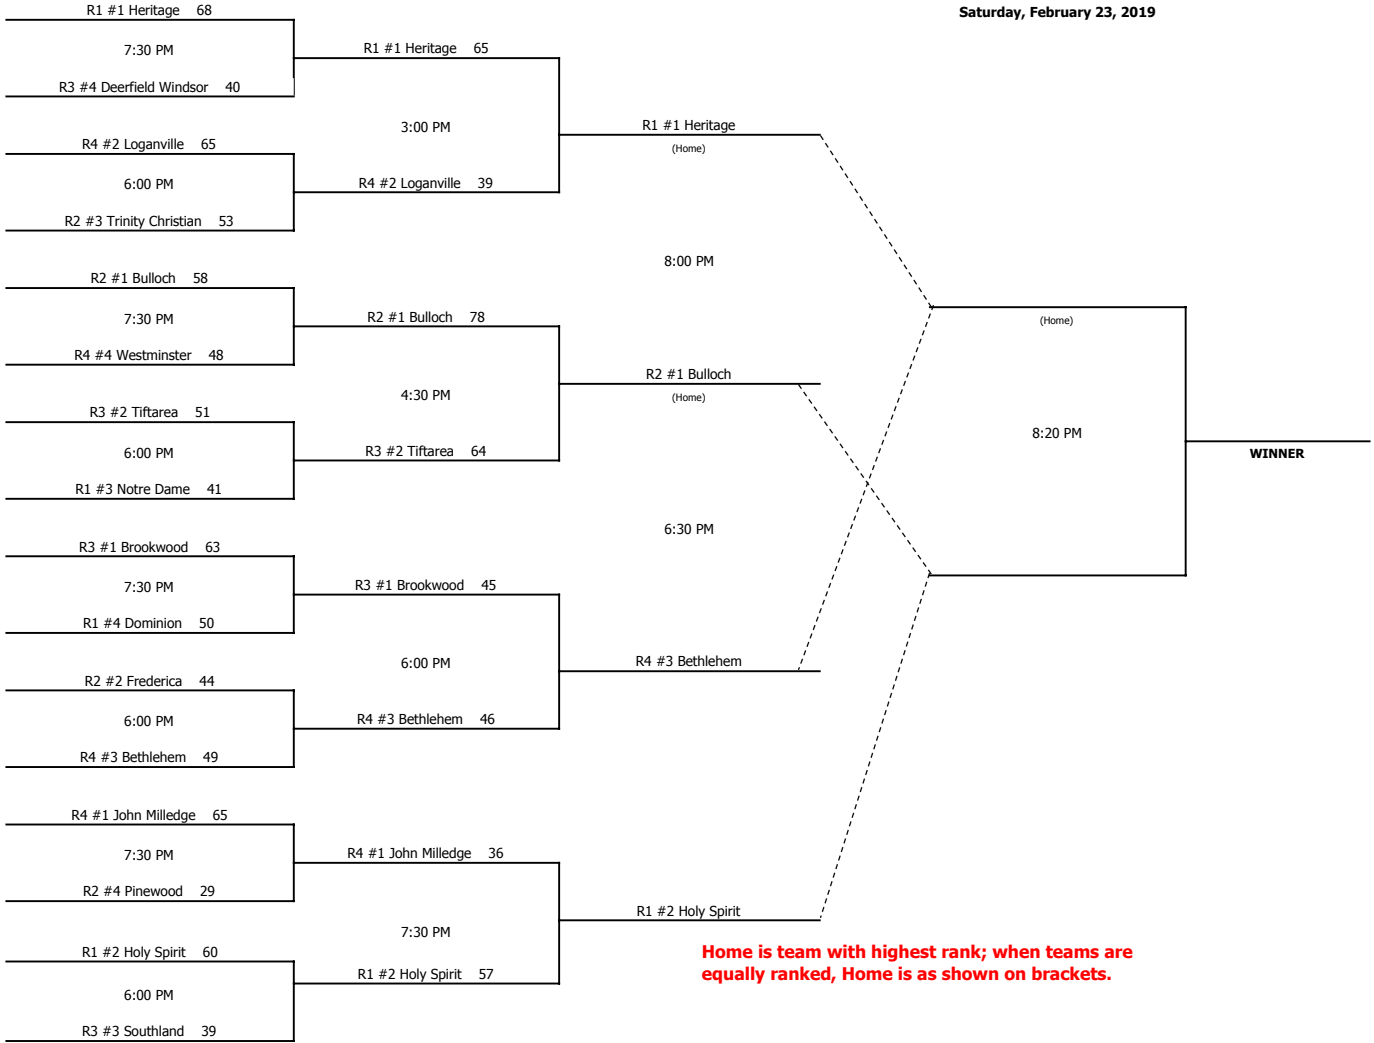 Saturday, February 23, 2019
R1 #1 Heritage 68
7:30 PM
R3 #4 Deerfield Windsor 40
R4 #2 Loganville 65
6:00 PM
R2 #3 Trinity Christian 53
R2 #1 Bulloch 58
7:30 PM
R4 #4 Westminster 48
R3 #2 Tiftarea 51
6:00 PM
R1 #3 Notre Dame 41
R3 #1 Brookwood 63
7:30 PM
R1 #4 Dominion 50
R2 #2 Frederica 44
6:00 PM
R4 #3 Bethlehem 49
R4 #1 John Milledge 65
7:30 PM
R2 #4 Pinewood 29
R1 #2 Holy Spirit 60
6:00 PM
R3 #3 Southland 39
R1 #1 Heritage 65
3:00 PM
R4 #2 Loganville 39
R2 #1 Bulloch 78
4:30 PM
R3 #2 Tiftarea 64
R3 #1 Brookwood 45
6:00 PM
R4 #3 Bethlehem 46
R4 #1 John Milledge 36
7:30 PM
R1 #2 Holy Spirit 57
R1 #1 Heritage
(Home)
8:00 PM
R2 #1 Bulloch
(Home)
6:30 PM
R4 #3 Bethlehem
R1 #2 Holy Spirit
(Home)
8:20 PM
WINNER
Home is team with highest rank; when teams are
equally ranked, Home is as shown on brackets.